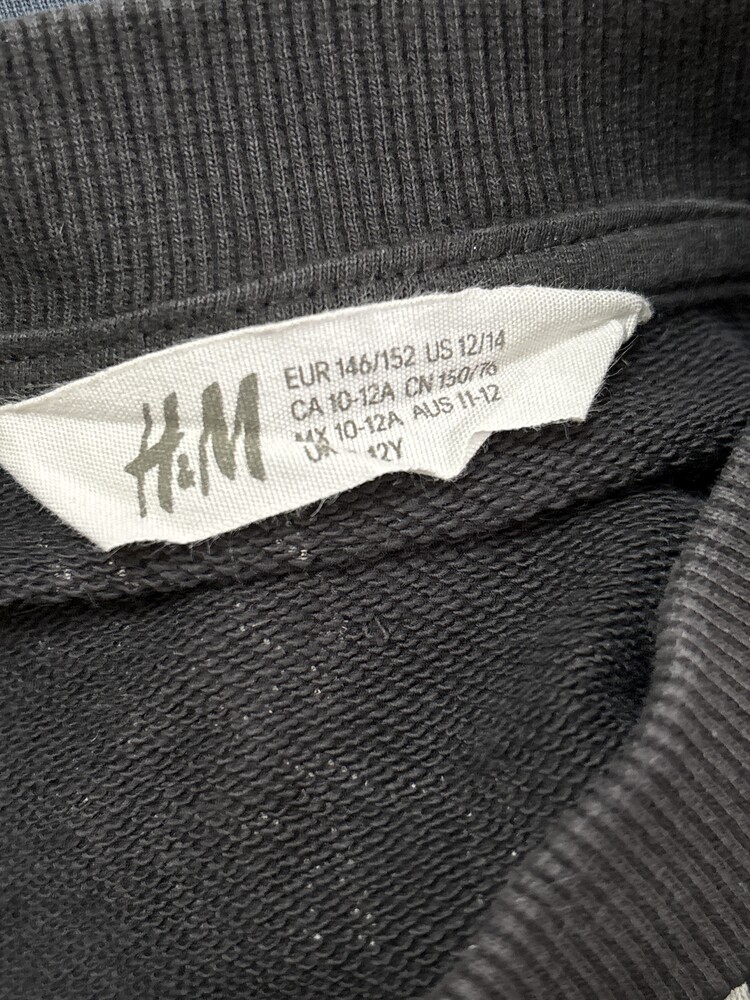 H&M
EUR 146/152 US 12/14
CA 10-12A CN 150/76
MX 10-12A AUS 11-12
12Y